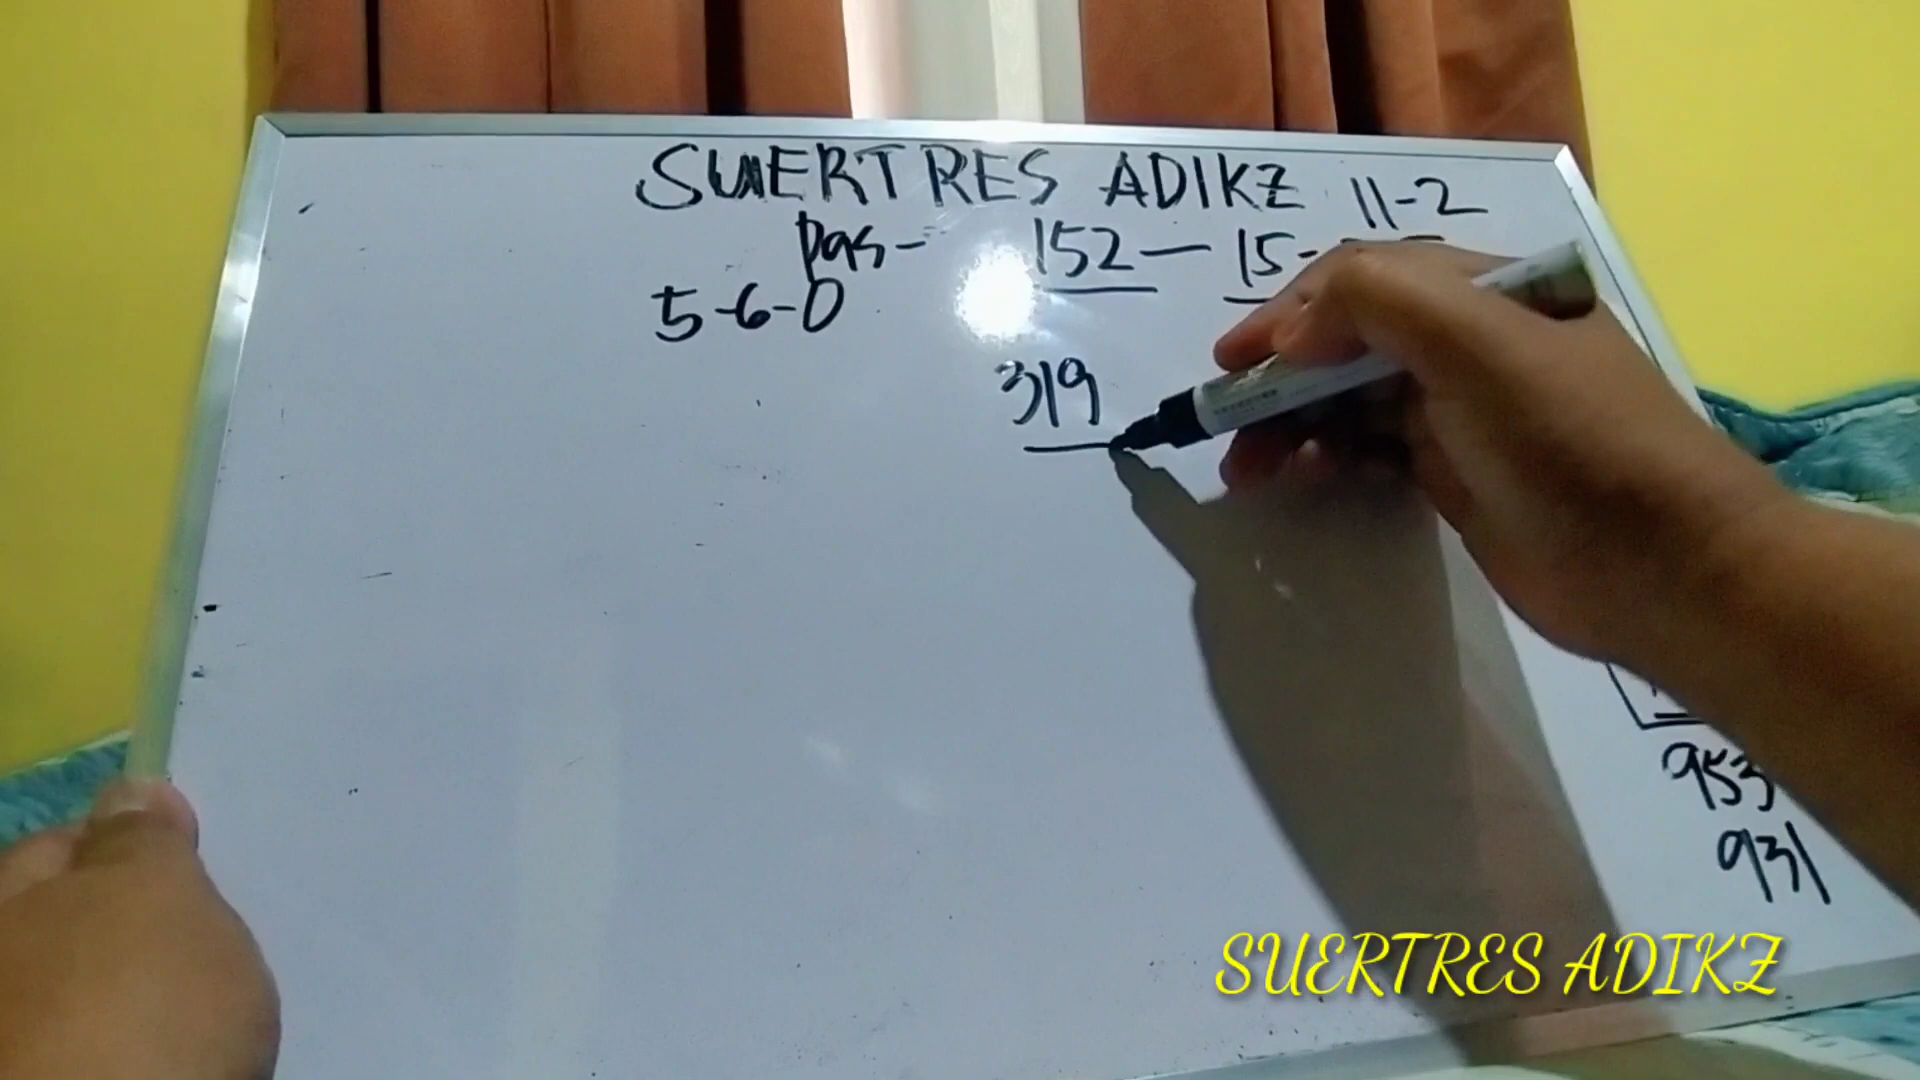 SUERTRES ADIKZ 11-2
Pas- 152 - 15-
5-6-0
319
953
931
SUERTRES ADIKZ